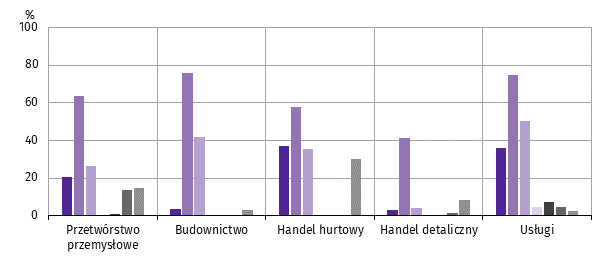 %
100
80
60
40
20
0
Przetwórstwo
przemysłowe
Budownictwo
Handel hurtowy
Handel detaliczny
Usługi